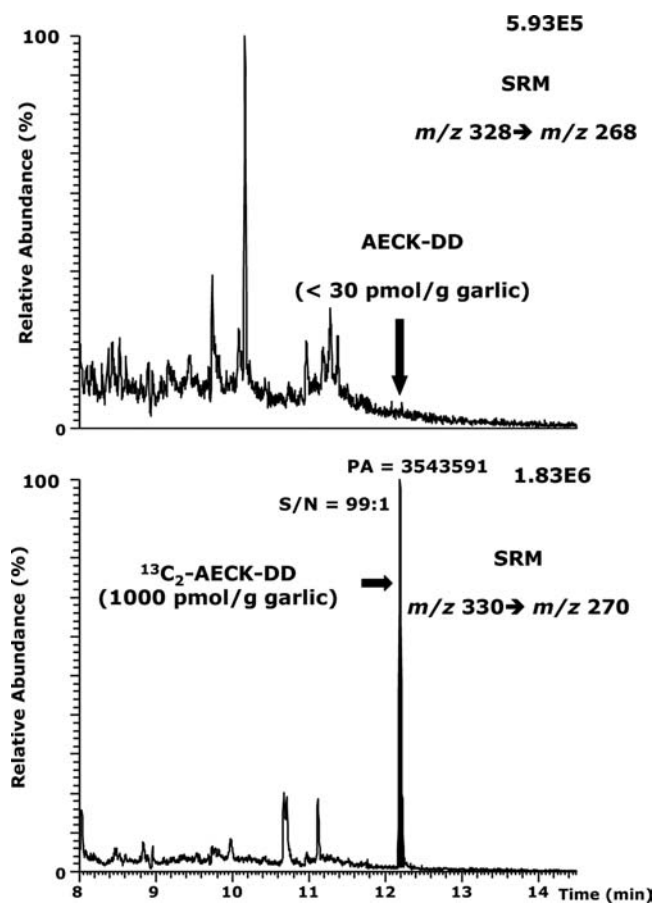 100
5.93E5
SRM
m/z 328➔ m/z 268
AECK-DD
(< 30 pmol/g garlic)
Relative Abundance (%)
0
PA = 3543591
100
1.83E6
S/N = 99:1
¹³C₂-AECK-DD
(1000 pmol/g garlic)
SRM
m/z 330➔ m/z 270
Relative Abundance (%)
0
8 9 10 11 12 13 14 Time (min)